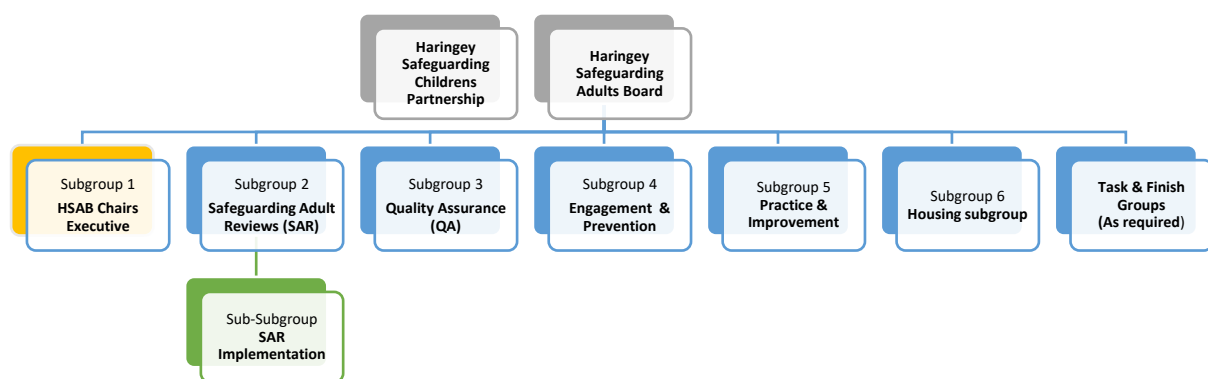 Haringey
Safeguarding
Childrens
Partnership
Haringey
Safeguarding
Adults Board
Subgroup 1
HSAB Chairs
Executive
Subgroup 2
Safeguarding Adult
Reviews (SAR)
Subgroup 3
Quality Assurance
(QA)
Subgroup 4
Engagement & 
Prevention
Subgroup 5
Practice &
Improvement
Subgroup 6
Housing subgroup
Task & Finish
Groups
(As required)
Sub-Subgroup
SAR
Implementation